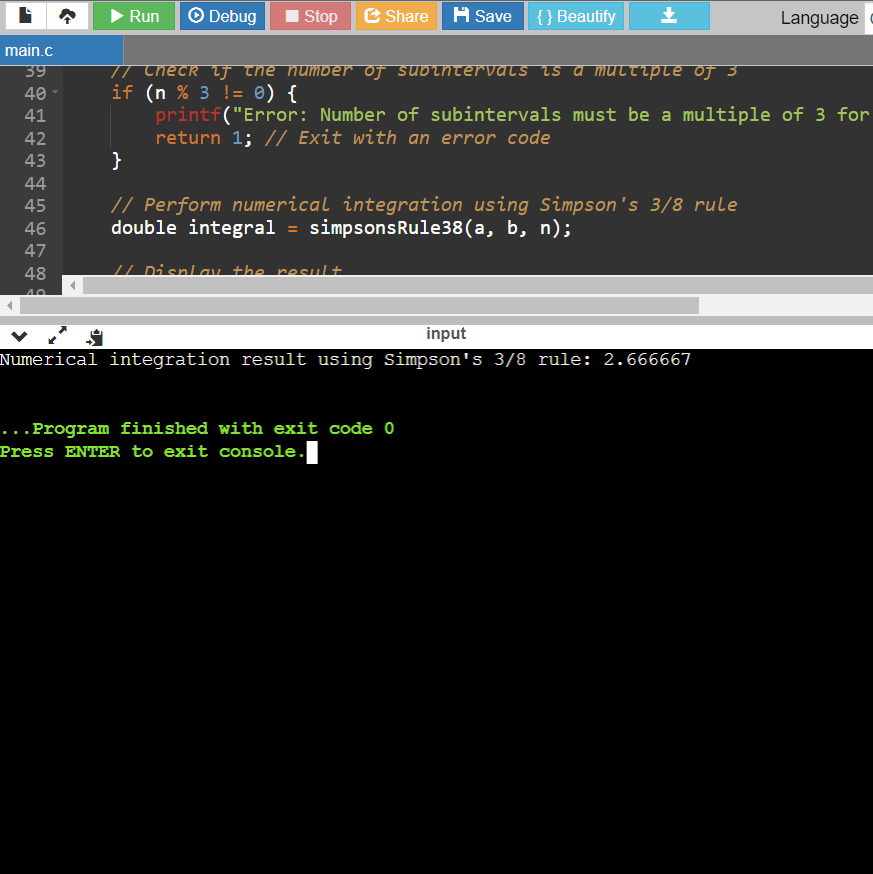 Run Debug Stop Share Save { } Beautify Language
main.c
39 // Check if the number of subintervals is a multiple of 3
40 if (n % 3 != 0) {
41 printf("Error: Number of subintervals must be a multiple of 3 for
42 return 1; // Exit with an error code
43 }
44
45 // Perform numerical integration using Simpson's 3/8 rule
46 double integral = simpsonsRule38(a, b, n);
47
48 // Display the result
49
input
Numerical integration result using Simpson's 3/8 rule: 2.666667
...Program finished with exit code 0
Press ENTER to exit console.